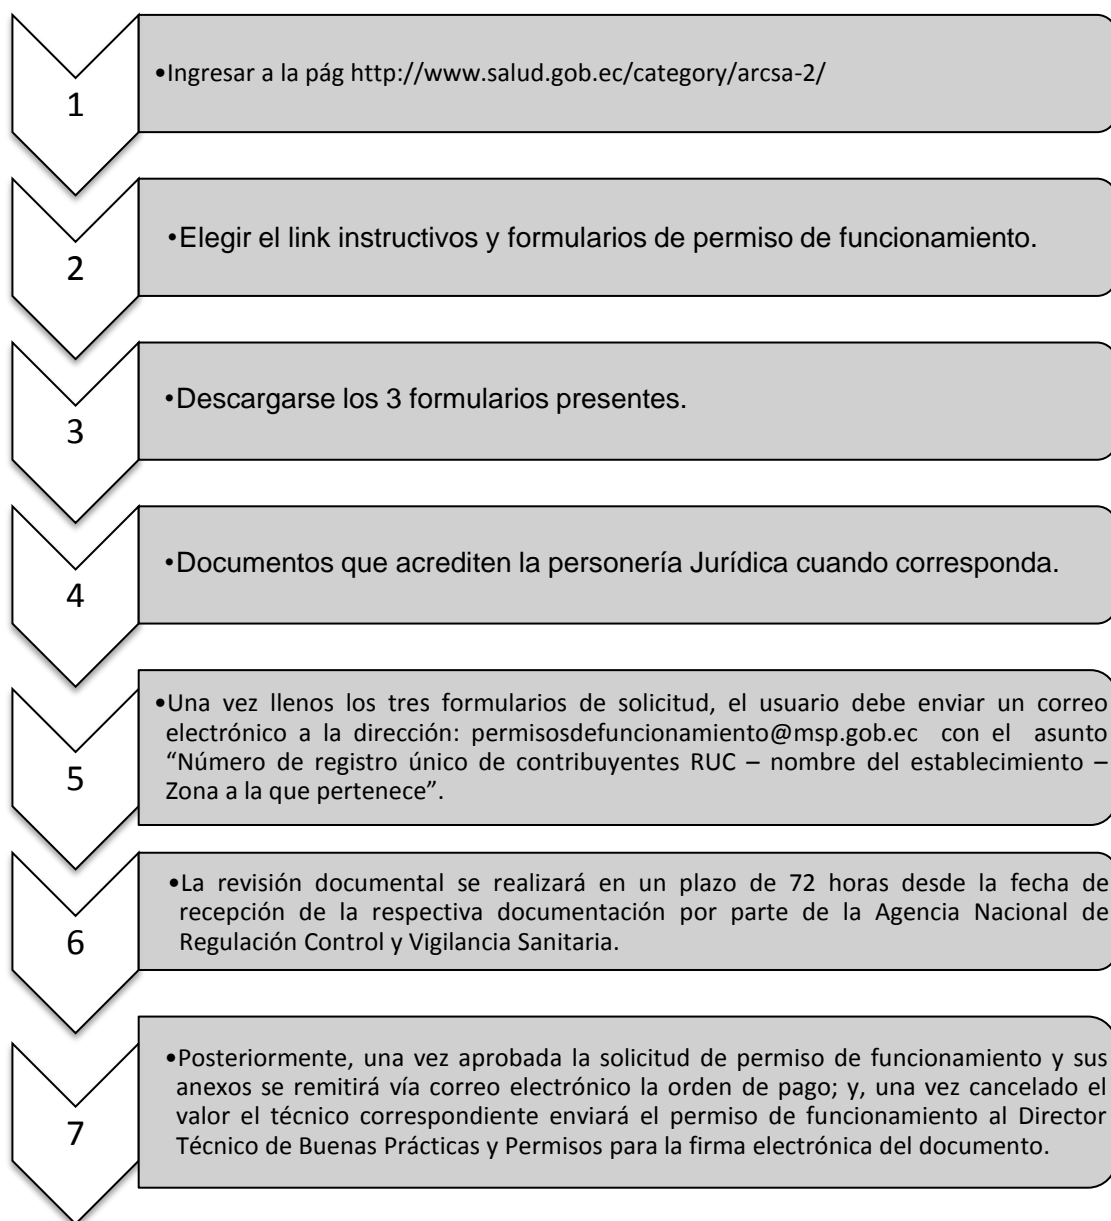 1
•Ingresar a la pág http://www.salud.gob.ec/category/arcsa-2/
2
•Elegir el link instructivos y formularios de permiso de funcionamiento.
3
•Descargarse los 3 formularios presentes.
4
•Documentos que acrediten la personería Jurídica cuando corresponda.
5
•Una vez llenos los tres formularios de solicitud, el usuario debe enviar un correo
electrónico a la dirección: permisosdefuncionamiento@msp.gob.ec con el asunto
“Número de registro único de contribuyentes RUC – nombre del establecimiento –
Zona a la que pertenece”.
6
•La revisión documental se realizará en un plazo de 72 horas desde la fecha de
recepción de la respectiva documentación por parte de la Agencia Nacional de
Regulación Control y Vigilancia Sanitaria.
7
•Posteriormente, una vez aprobada la solicitud de permiso de funcionamiento y sus
anexos se remitirá vía correo electrónico la orden de pago; y, una vez cancelado el
valor el técnico correspondiente enviará el permiso de funcionamiento al Director
Técnico de Buenas Prácticas y Permisos para la firma electrónica del documento.